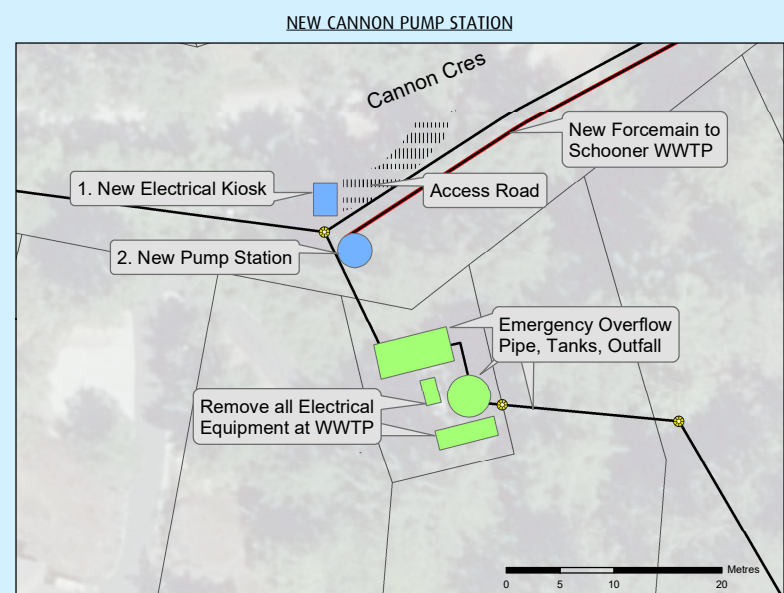 NEW CANNON PUMP STATION
Cannon Cres
New Forcemain to
Schooner WWTP
1. New Electrical Kiosk
Access Road
2. New Pump Station
Emergency Overflow
Pipe, Tanks, Outfall
Remove all Electrical
Equipment at WWTP
Metres
0 5 10 20